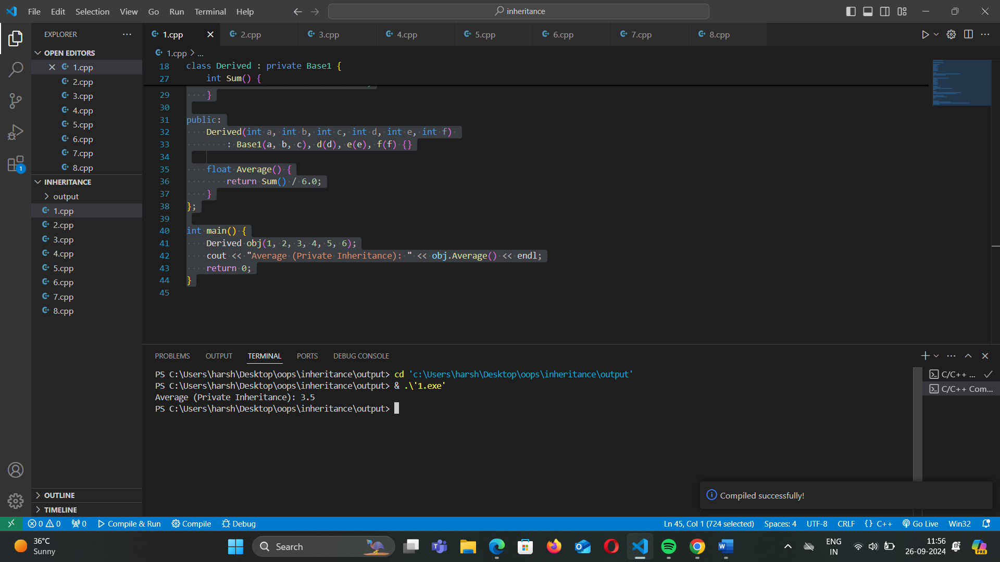 File Edit Selection View Go Run Terminal Help
inheritance
EXPLORER
OPEN EDITORS
1.cpp
2.cpp
3.cpp
4.cpp
5.cpp
6.cpp
7.cpp
8.cpp
INHERITANCE
output
1.cpp
2.cpp
3.cpp
4.cpp
5.cpp
6.cpp
7.cpp
8.cpp
OUTLINE
TIMELINE
1
1.cpp 2.cpp 3.cpp 4.cpp 5.cpp 6.cpp 7.cpp 8.cpp
1.cpp > ...
18 class Derived : private Base1 {
27 int Sum() {
29 }
30
31 public:
32 Derived(int a, int b, int c, int d, int e, int f)
33 : Base1(a, b, c), d(d), e(e), f(f) {}
34
35 float Average() {
36 return Sum() / 6.0;
37 }
38 };
39
40 int main() {
41 Derived obj(1, 2, 3, 4, 5, 6);
42 cout << "Average (Private Inheritance): " << obj.Average() << endl;
43 return 0;
44 }
45
PROBLEMS OUTPUT TERMINAL PORTS DEBUG CONSOLE
PS C:\Users\harsh\Desktop\oops\inheritance\output> cd 'c:\Users\harsh\Desktop\oops\inheritance\output'
PS C:\Users\harsh\Desktop\oops\inheritance\output> & .\'1.exe'
Average (Private Inheritance): 3.5
PS C:\Users\harsh\Desktop\oops\inheritance\output>
C/C++ ...
C/C++ Com...
Compiled successfully!
0 0 0 Compile & Run Compile Debug Ln 45, Col 1 (724 selected) Spaces: 4 UTF-8 CRLF {} C++ Go Live Win32
36°C
Sunny
Search
ENG
IN
11:56
26-09-2024
PRE